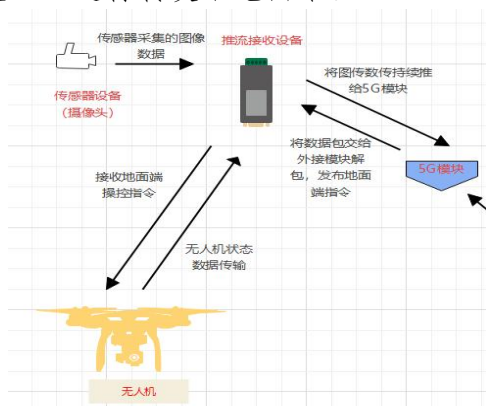 传感器采集的图像
数据
推流接收设备
将图传数传持续推
给5G模块
传感器设备
（摄像头）
将数据包交给
外接模块解
包，发布地面
端指令
5G模块
接收地面端
操控指令
无人机状态
数据传输
无人机